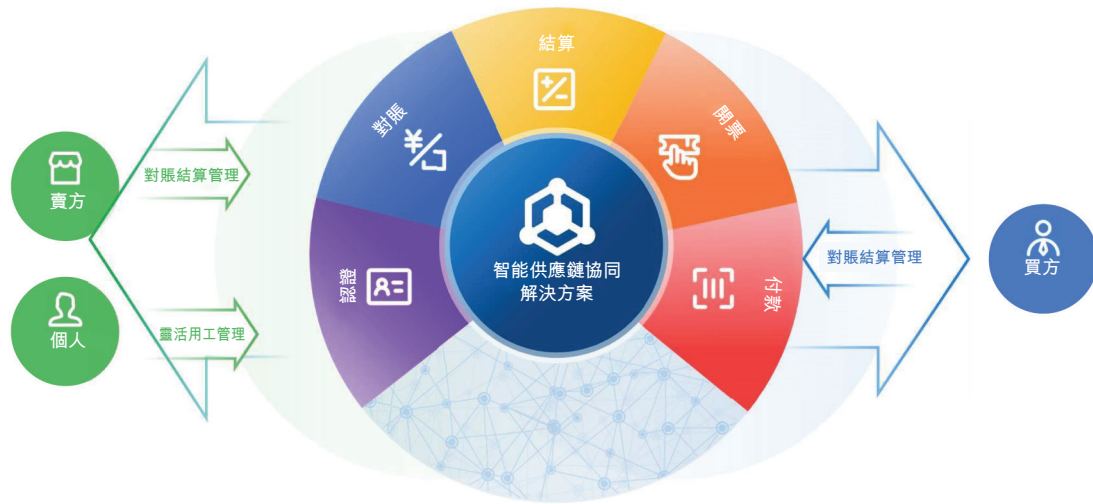 結算
對賬
開票
對賬結算管理
賣方
智能供應鏈協同
解決方案
認證
付款
對賬結算管理
買方
個人
靈活用工管理